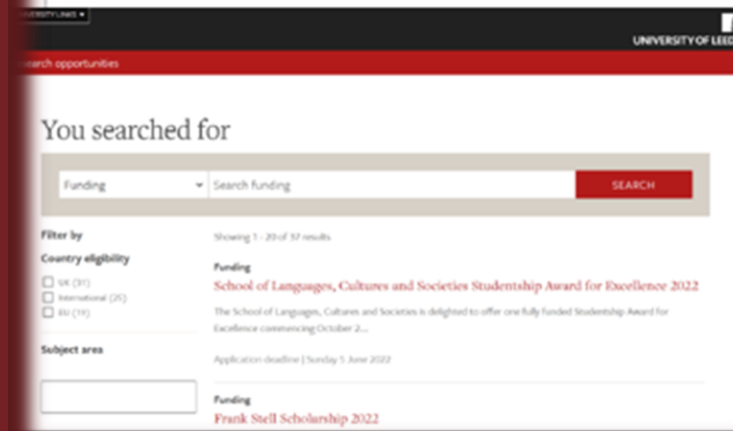 UNIVERSITY LINKS
UNIVERSITY OF LEED
search opportunities
You searched for
Funding
Search funding
SEARCH
Filter by
Showing 1 - 20 of 37 results
Country eligibility
UK (31)
International (25)
EU (19)
Subject area
Funding
School of Languages, Cultures and Societies Studentship Award for Excellence 2022
The School of Languages, Cultures and Societies is delighted to offer one fully funded Studentship Award for
Excellence commencing October 2...
Application deadline | Sunday 5 June 2022
Funding
Frank Stell Scholarship 2022